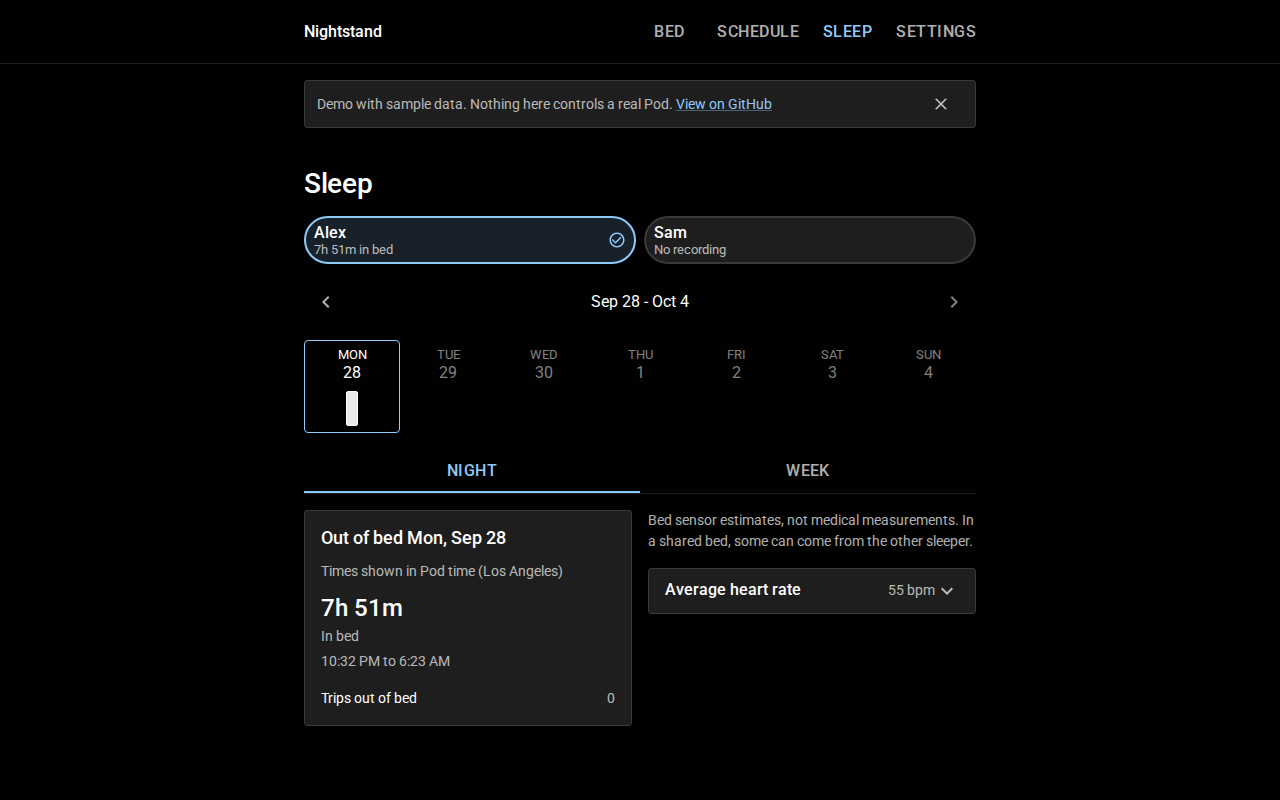 Nightstand
BED SCHEDULE SLEEP SETTINGS
Demo with sample data. Nothing here controls a real Pod. View on GitHub
Sleep
Alex
7h 51m in bed
Sam
No recording
Sep 28 - Oct 4
MON TUE WED THU FRI SAT SUN
28 29 30 1 2 3 4
NIGHT WEEK
Out of bed Mon, Sep 28
Times shown in Pod time (Los Angeles)
7h 51m
In bed
10:32 PM to 6:23 AM
Trips out of bed 0
Bed sensor estimates, not medical measurements. In
a shared bed, some can come from the other sleeper.
Average heart rate 55 bpm